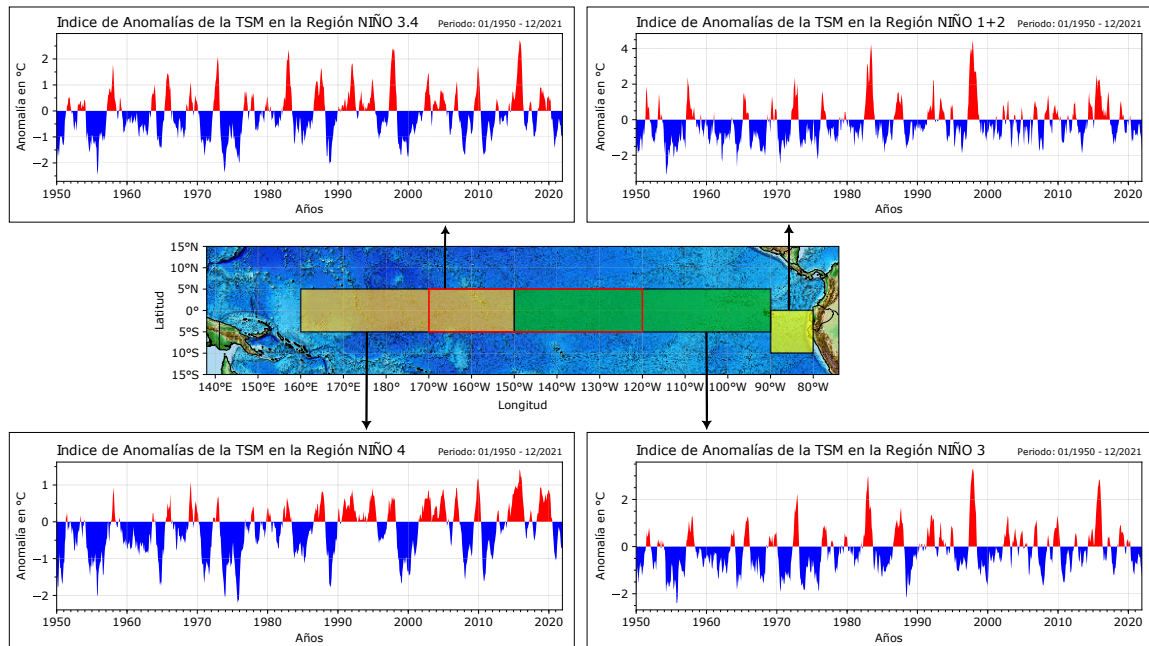 Indice de Anomalías de la TSM en la Región NIÑO 3.4 Periodo: 01/1950 - 12/2021
Anomalía en °C
2
1
0
−1
−2
1950 1960 1970 1980 1990 2000 2010 2020
Años
Indice de Anomalías de la TSM en la Región NIÑO 1+2 Periodo: 01/1950 - 12/2021
Anomalía en °C
4
2
0
−2
1950 1960 1970 1980 1990 2000 2010 2020
Años
Latitud
15°N
10°N
5°N
0°
5°S
10°S
15°S
140°E 150°E 160°E 170°E 180° 170°W 160°W 150°W 140°W 130°W 120°W 110°W 100°W 90°W 80°W
Longitud
Indice de Anomalías de la TSM en la Región NIÑO 4 Periodo: 01/1950 - 12/2021
Anomalía en °C
1
0
−1
−2
1950 1960 1970 1980 1990 2000 2010 2020
Años
Indice de Anomalías de la TSM en la Región NIÑO 3 Periodo: 01/1950 - 12/2021
Anomalía en °C
2
0
−2
1950 1960 1970 1980 1990 2000 2010 2020
Años